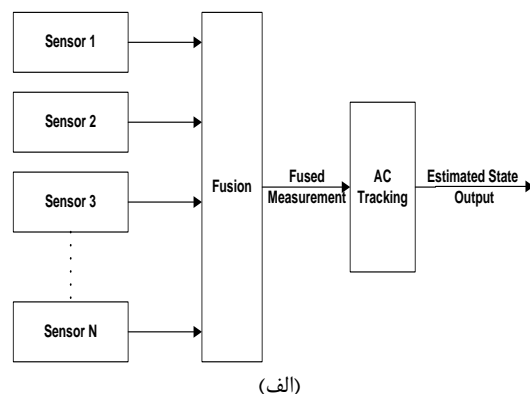 Sensor 1
Sensor 2
Sensor 3
Sensor N
Fusion
Fused
Measurement
AC
Tracking
Estimated State
Output
(الف)